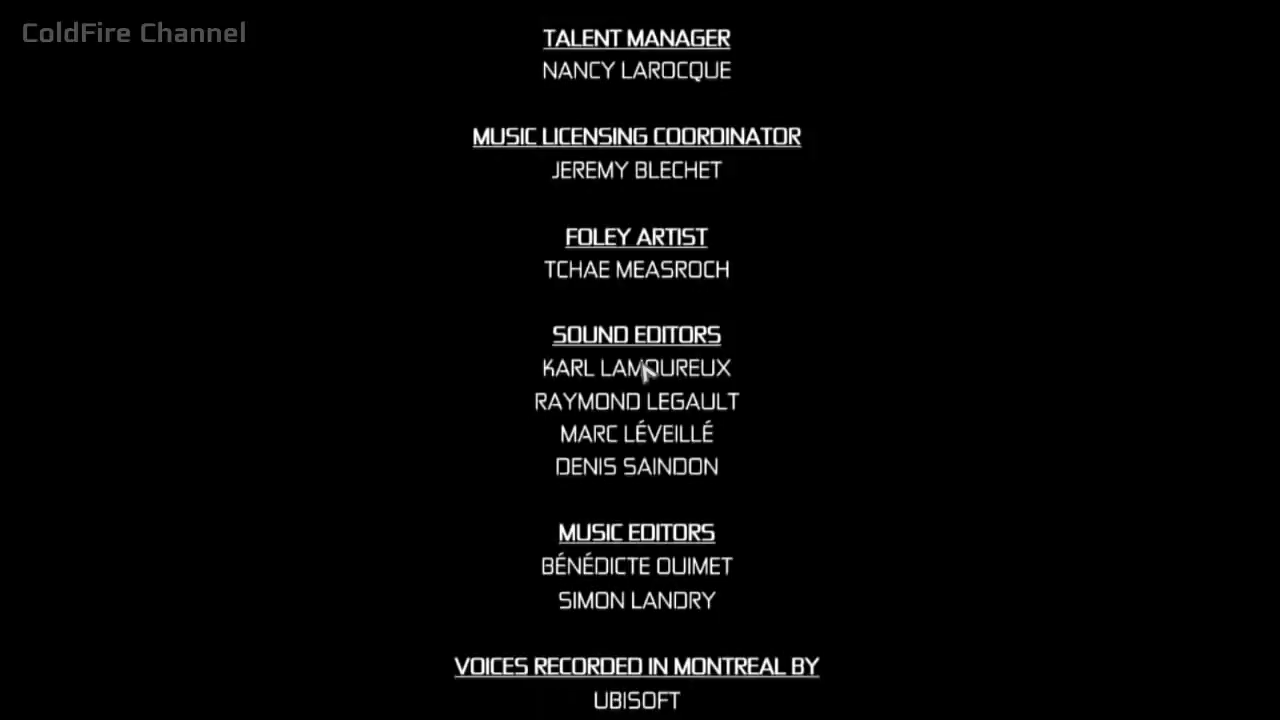 ColdFire Channel
TALENT MANAGER
NANCY LAROCQUE
MUSIC LICENSING COORDINATOR
JEREMY BLECHET
FOLEY ARTIST
TCHAE MEASROCH
SOUND EDITORS
KARL LAMOUREUX
RAYMOND LEGAULT
MARC LÉVEILLÉ
DENIS SAINDON
MUSIC EDITORS
BÉNÉDICTE OUIMET
SIMON LANDRY
VOICES RECORDED IN MONTREAL BY
UBISOFT